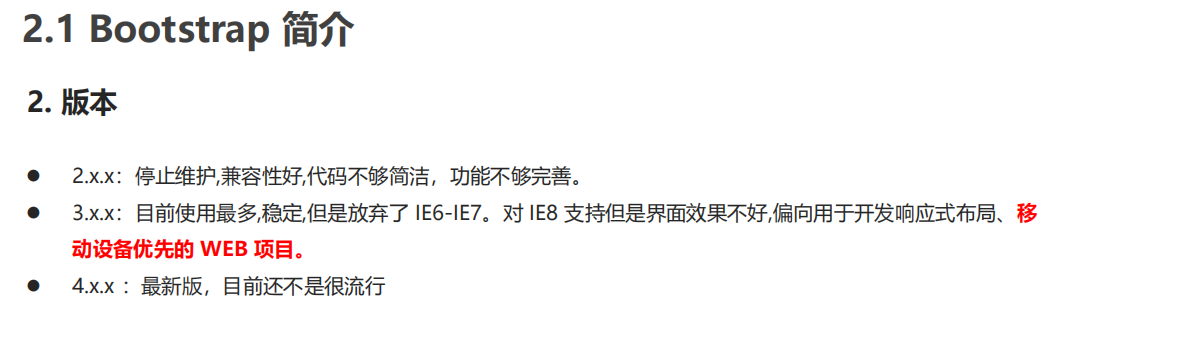 2.1 Bootstrap 简介
2. 版本
● 2.x.x：停止维护,兼容性好,代码不够简洁，功能不够完善。
● 3.x.x：目前使用最多,稳定,但是放弃了 IE6-IE7。对 IE8 支持但是界面效果不好,偏向用于开发响应式布局、移
动设备优先的 WEB 项目。
● 4.x.x ：最新版，目前还不是很流行